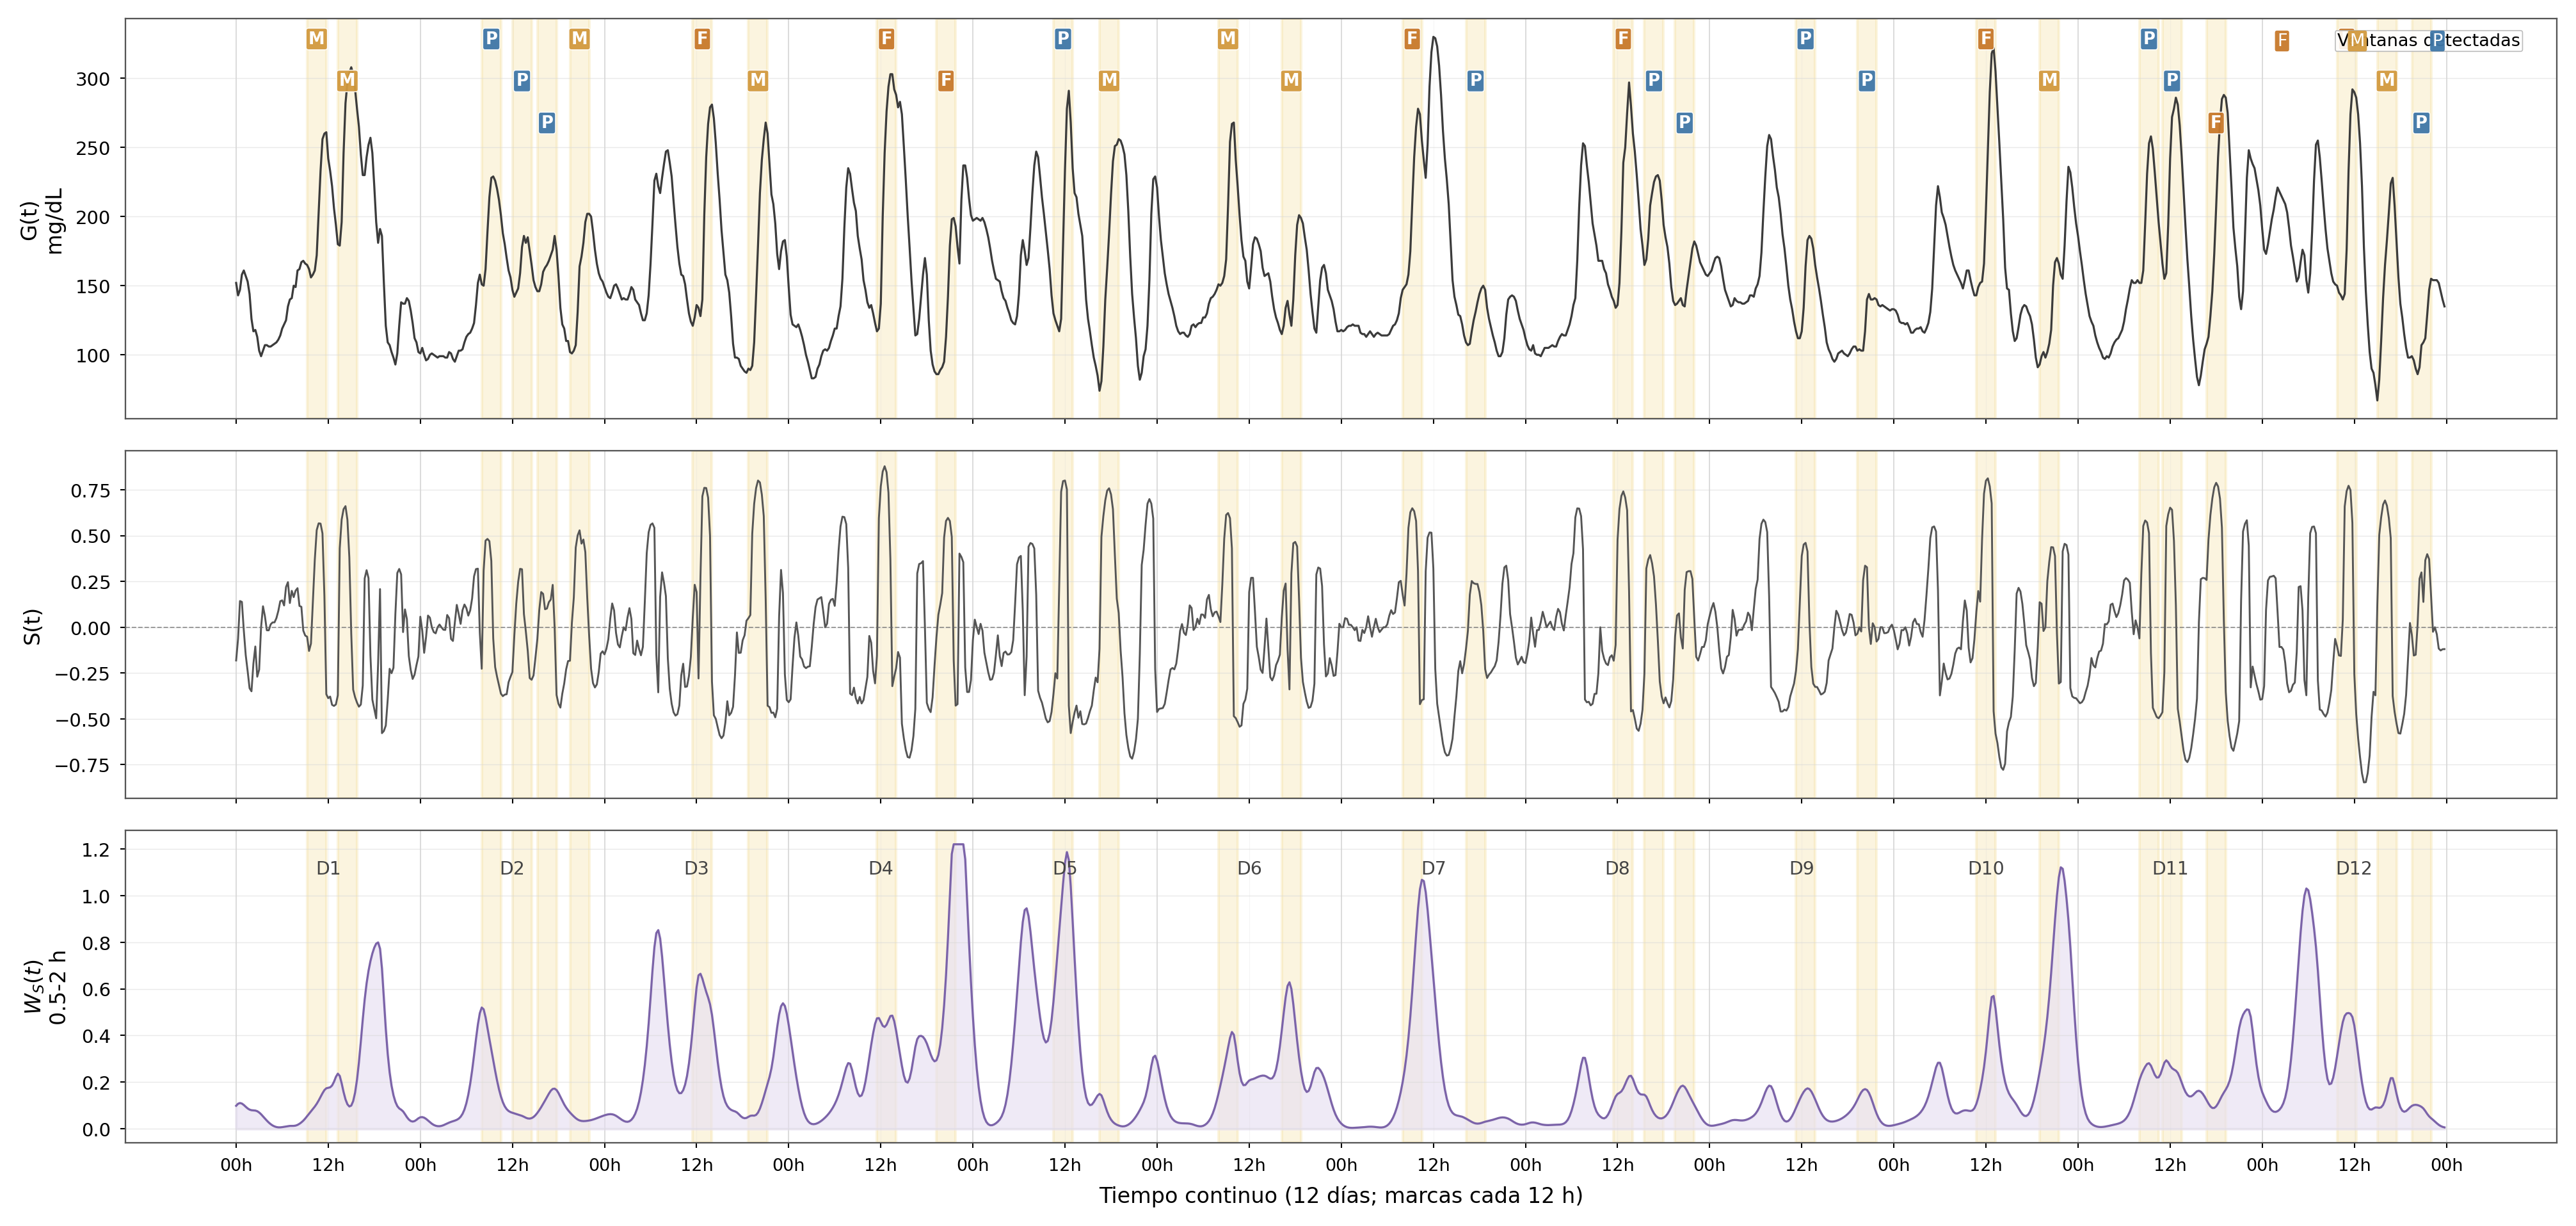 M P M F F P M F F P F P M F M P
M P M F M M P P P M P M
P P F P
Ventanas detectadas
G(t)
mg/dL
300
250
200
150
100
S(t)
0.75
0.50
0.25
0.00
−0.25
−0.50
−0.75
W_S(t)
0.5-2 h
1.2
1.0
0.8
0.6
0.4
0.2
0.0
D1 D2 D3 D4 D5 D6 D7 D8 D9 D10 D11 D12
00h 12h 00h 12h 00h 12h 00h 12h 00h 12h 00h 12h 00h 12h 00h 12h 00h 12h 00h 12h 00h 12h 00h 12h 00h
Tiempo continuo (12 días; marcas cada 12 h)